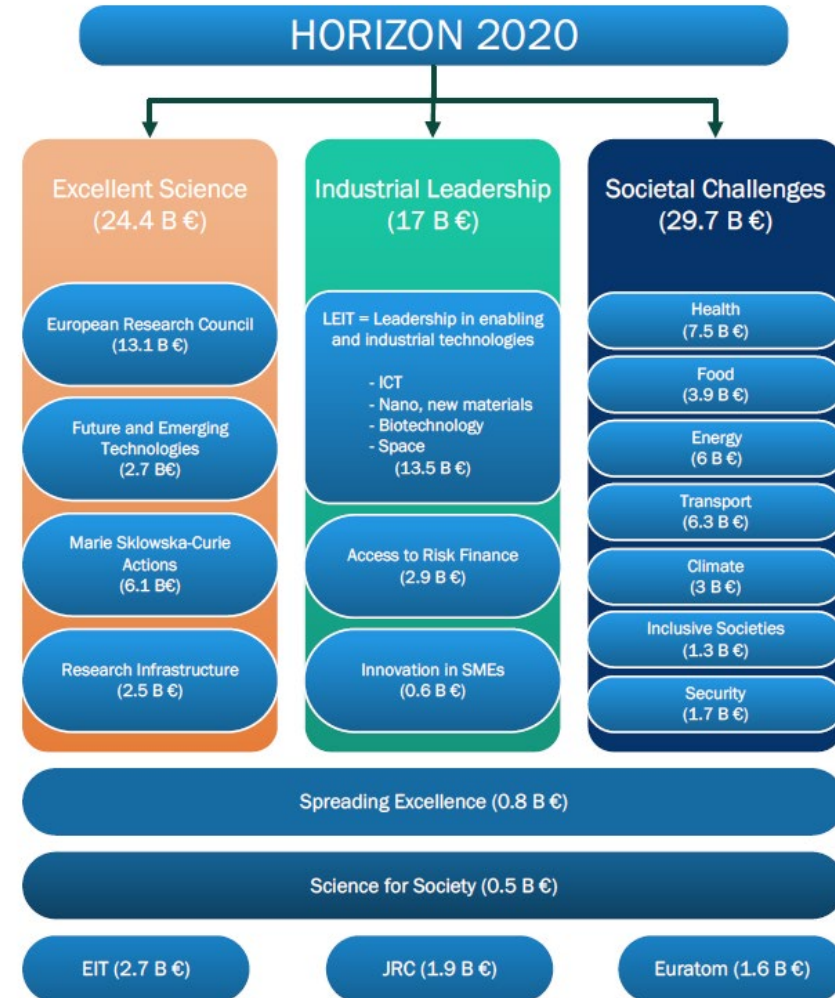 HORIZON 2020
Excellent Science
(24.4 B €)
European Research Council
(13.1 B €)
Future and Emerging
Technologies
(2.7 B€)
Marie Sklowska-Curie
Actions
(6.1 B€)
Research Infrastructure
(2.5 B €)
Industrial Leadership
(17 B €)
LEIT = Leadership in enabling
and industrial technologies
- ICT
- Nano, new materials
- Biotechnology
- Space
(13.5 B €)
Access to Risk Finance
(2.9 B €)
Innovation in SMEs
(0.6 B €)
Societal Challenges
(29.7 B €)
Health
(7.5 B €)
Food
(3.9 B €)
Energy
(6 B €)
Transport
(6.3 B €)
Climate
(3 B €)
Inclusive Societies
(1.3 B €)
Security
(1.7 B €)
Spreading Excellence (0.8 B €)
Science for Society (0.5 B €)
EIT (2.7 B €)
JRC (1.9 B €)
Euratom (1.6 B €)